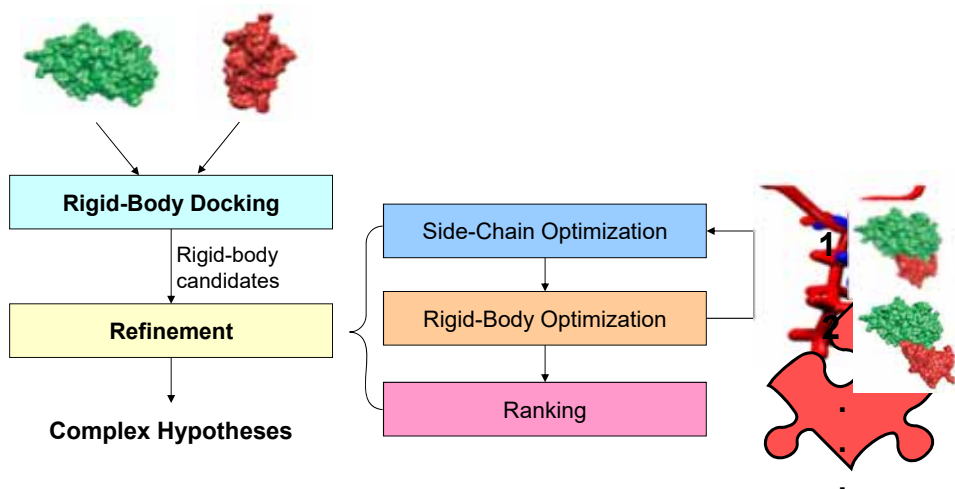 Rigid-Body Docking
Rigid-body
candidates
Refinement
Complex Hypotheses
Side-Chain Optimization
Rigid-Body Optimization
Ranking
1
2
.
.
.